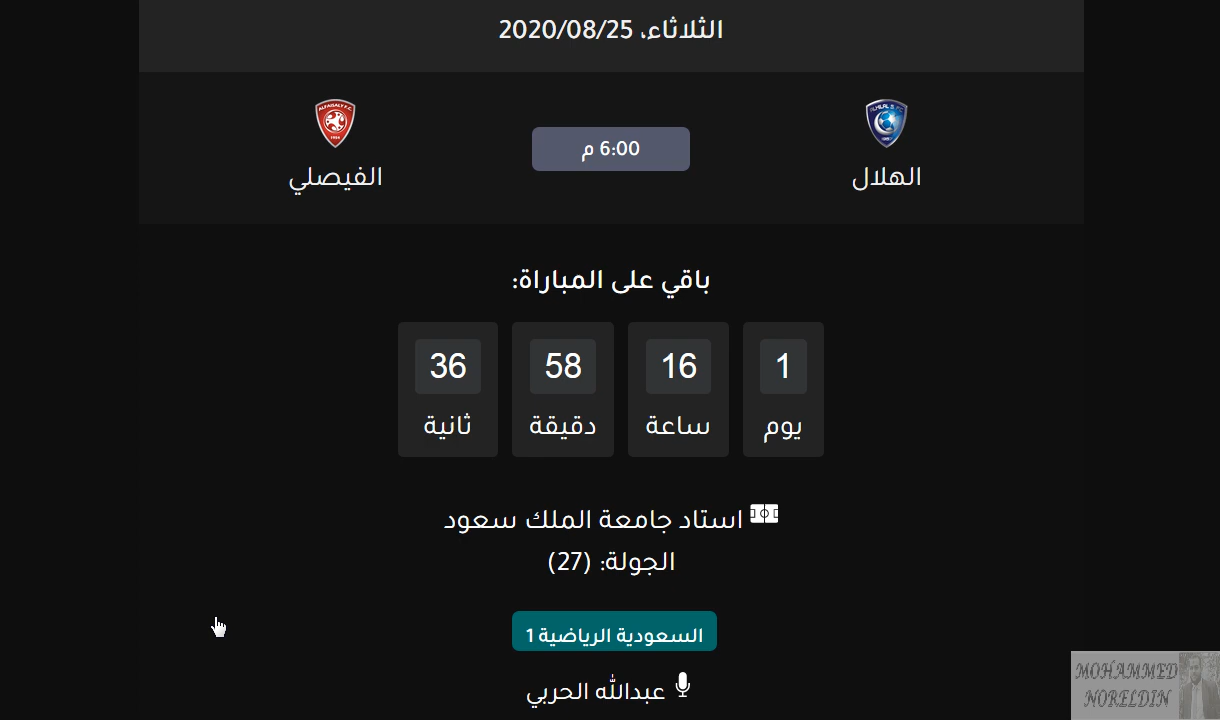 الثلاثاء، 2020/08/25
الهلال
6:00 م
الفيصلي
باقي على المباراة:
1 يوم
16 ساعة
58 دقيقة
36 ثانية
استاد جامعة الملك سعود
الجولة: (27)
السعودية الرياضية 1
عبدالله الحربي
MOHAMMED
NORELDIN